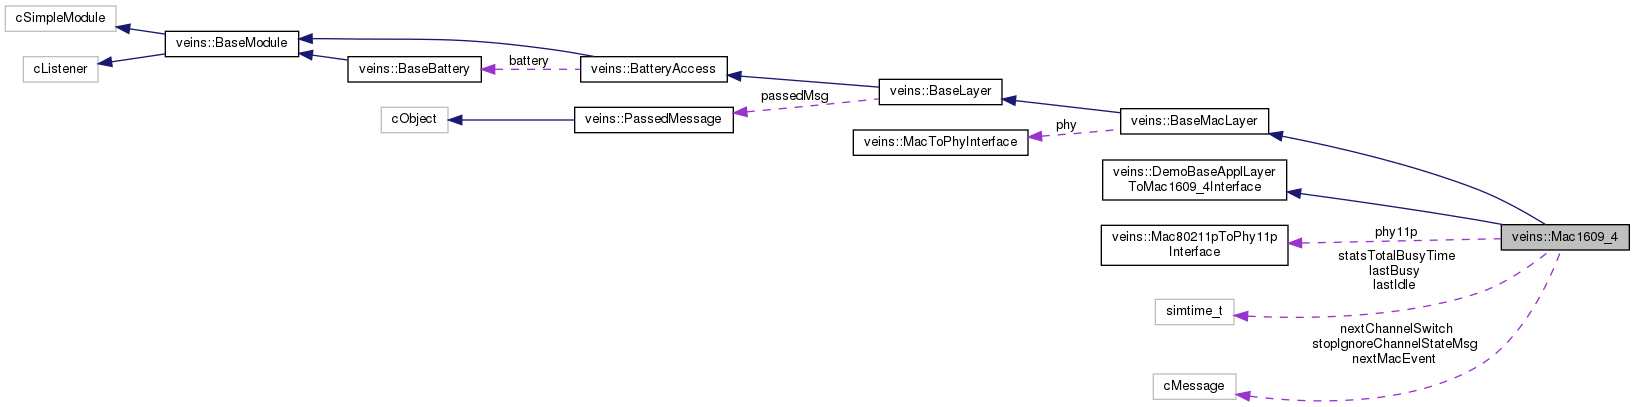 cSimpleModule
veins::BaseModule
cListener
veins::BaseBattery
battery
veins::BatteryAccess
cObject
veins::PassedMessage
passedMsg
veins::BaseLayer
veins::MacToPhyInterface
phy
veins::BaseMacLayer
veins::DemoBaseApplLayer
ToMac1609_4Interface
veins::Mac80211pToPhy11p
Interface
phy11p
veins::Mac1609_4
statsTotalBusyTime
lastBusy
lastIdle
simtime_t
nextChannelSwitch
stopIgnoreChannelStateMsg
nextMacEvent
cMessage